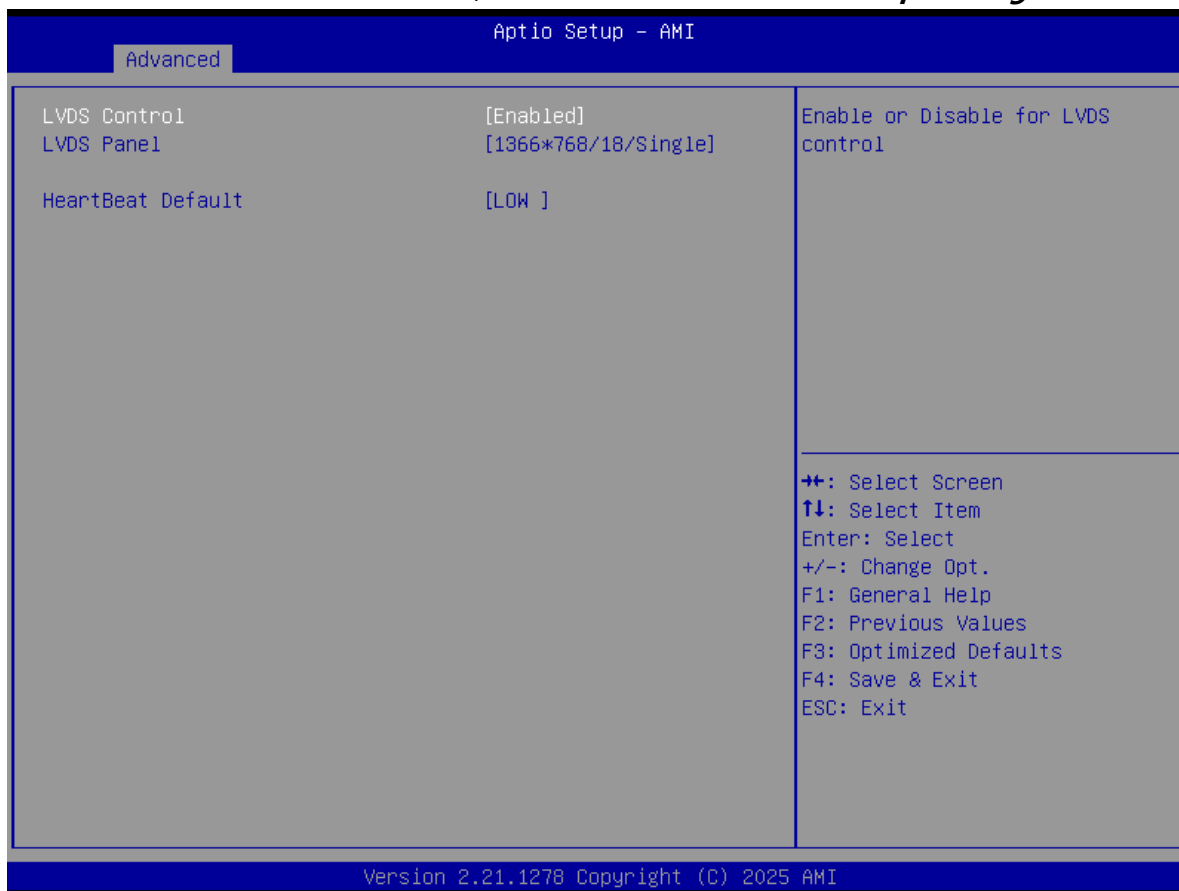 Aptio Setup – AMI
Advanced
LVDS Control [Enabled]
LVDS Panel [1366*768/18/Single]
HeartBeat Default [LOW ]
Enable or Disable for LVDS
control
→←: Select Screen
↑↓: Select Item
Enter: Select
+/-: Change Opt.
F1: General Help
F2: Previous Values
F3: Optimized Defaults
F4: Save & Exit
ESC: Exit
Version 2.21.1278 Copyright (C) 2025 AMI